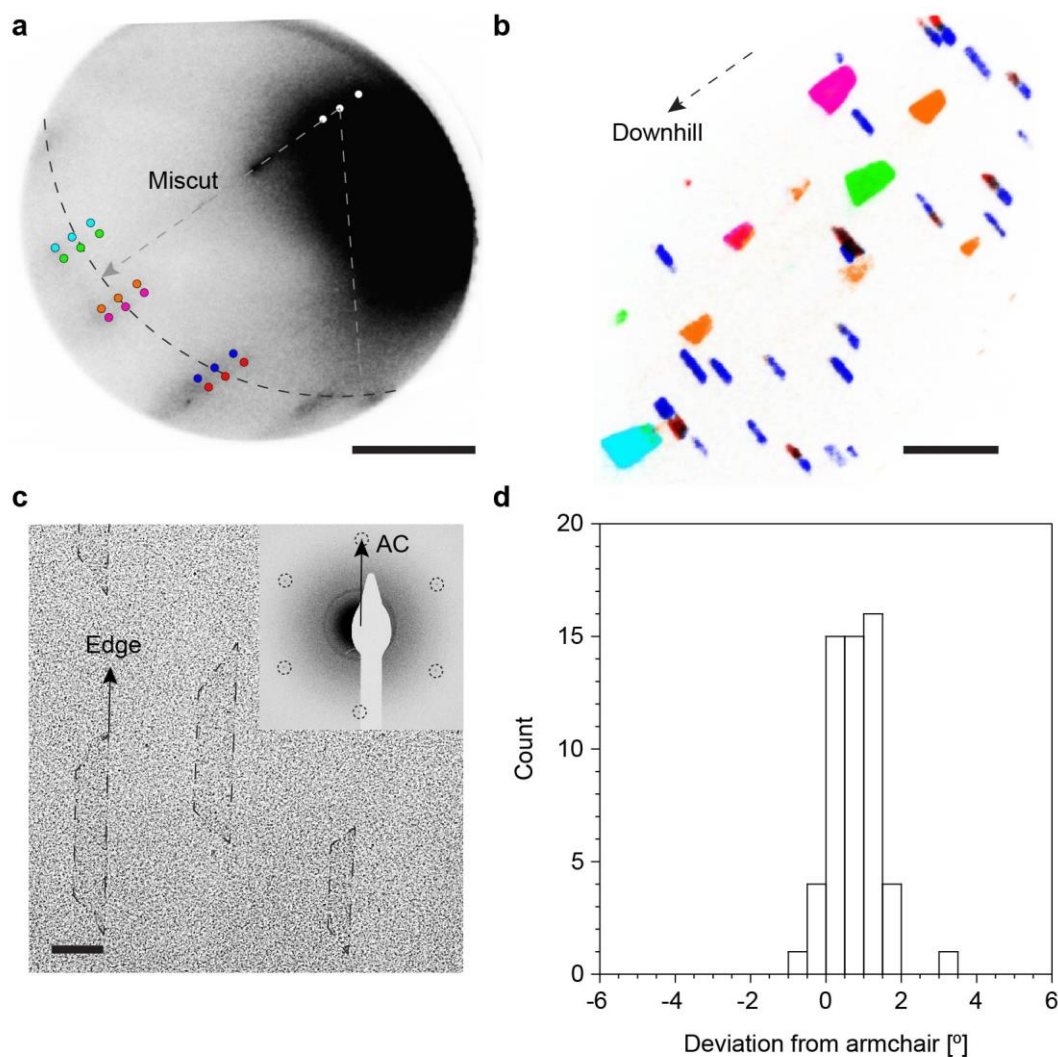 a
Miscut
b
Downhill
c
AC
Edge
d
20
15
10
5
0
Count
-6
-4
-2
0
2
4
6
Deviation from armchair [º]